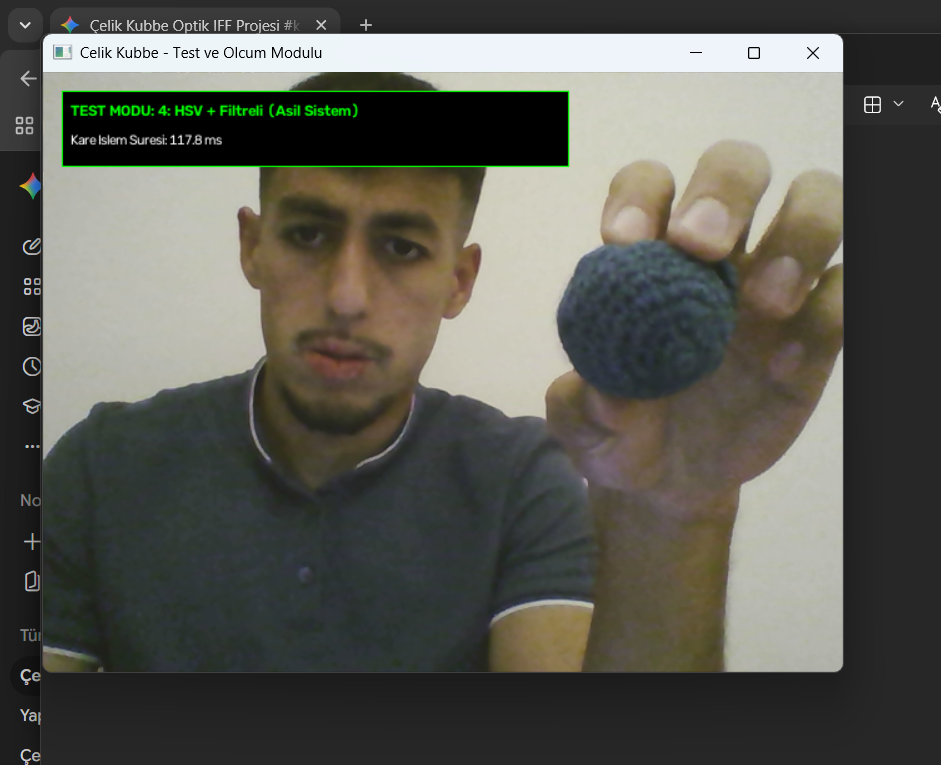 Çelik Kubbe Optik IFF Projesi #k
Celik Kubbe - Test ve Olcum Modulu
TEST MODU: 4: HSV + Filtreli (Asil Sistem)
Kare Islem Suresi: 117.8 ms
No
Tür
Çe
Yap
Çe